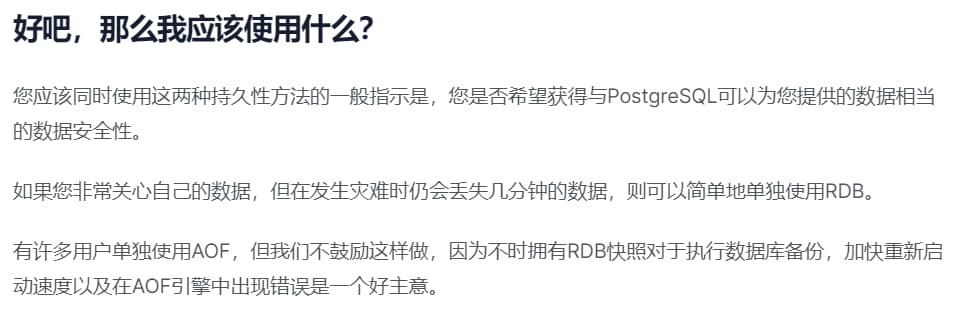 好吧，那么我应该使用什么？
您应该同时使用这两种持久性方法的一般指示是，您是否希望获得与PostgreSQL可以为您提供的数据相当
的数据安全性。
如果您非常关心自己的数据，但在发生灾难时仍会丢失几分钟的数据，则可以简单地单独使用RDB。
有许多用户单独使用AOF，但我们不鼓励这样做，因为不时拥有RDB快照对于执行数据库备份，加快重新启
动速度以及在AOF引擎中出现错误是一个好主意。